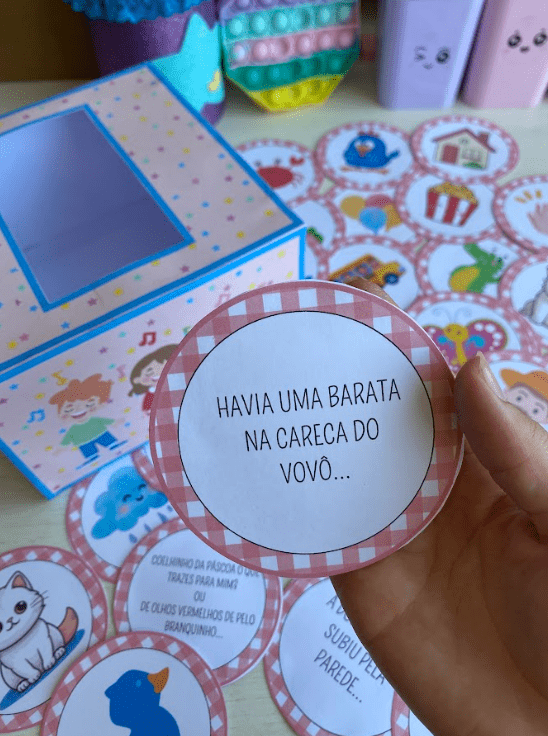 HAVIA UMA BARATA
NA CARECA DO
VOVÔ...
COELHINHO DA PÁSCOA O QUE
TRAZES PARA MIM?
OU
DE OLHOS VERMELHOS DE PELO
BRANQUINHO...
SUBIU PELA
PAREDE...